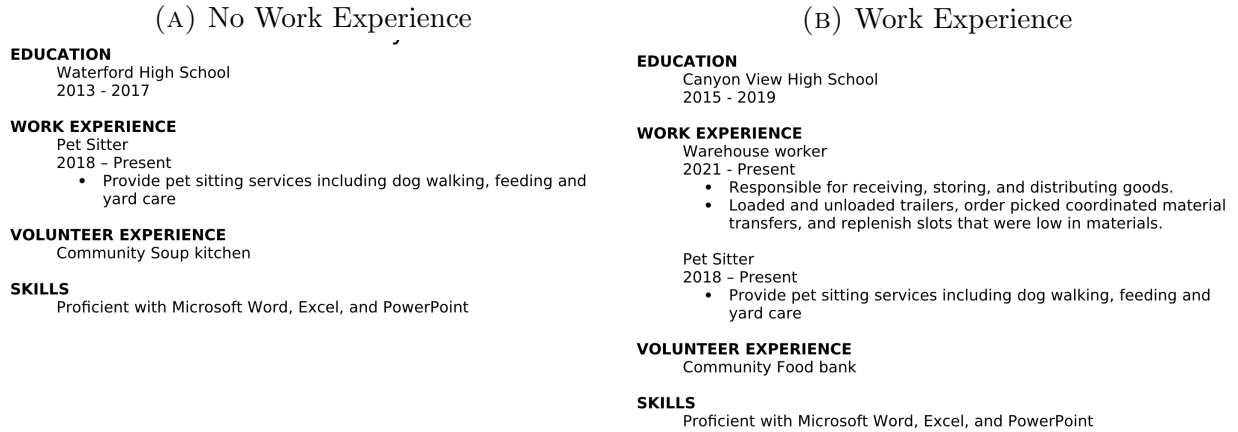 (A) No Work Experience
EDUCATION
Waterford High School
2013 - 2017
WORK EXPERIENCE
Pet Sitter
2018 – Present
• Provide pet sitting services including dog walking, feeding and
yard care
VOLUNTEER EXPERIENCE
Community Soup kitchen
SKILLS
Proficient with Microsoft Word, Excel, and PowerPoint
(B) Work Experience
EDUCATION
Canyon View High School
2015 - 2019
WORK EXPERIENCE
Warehouse worker
2021 - Present
• Responsible for receiving, storing, and distributing goods.
• Loaded and unloaded trailers, order picked coordinated material
transfers, and replenish slots that were low in materials.
Pet Sitter
2018 – Present
• Provide pet sitting services including dog walking, feeding and
yard care
VOLUNTEER EXPERIENCE
Community Food bank
SKILLS
Proficient with Microsoft Word, Excel, and PowerPoint